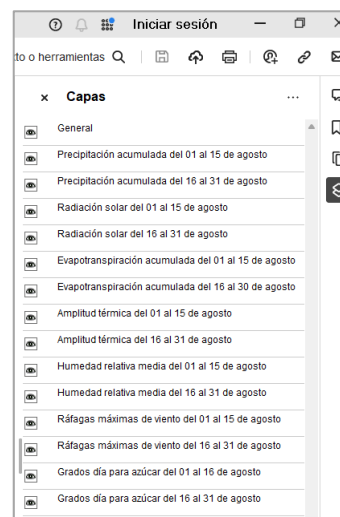 Iniciar sesión
to o herramientas
Capas
General
Precipitación acumulada del 01 al 15 de agosto
Precipitación acumulada del 16 al 31 de agosto
Radiación solar del 01 al 15 de agosto
Radiación solar del 16 al 31 de agosto
Evapotranspiración acumulada del 01 al 15 de agosto
Evapotranspiración acumulada del 16 al 30 de agosto
Amplitud térmica del 01 al 15 de agosto
Amplitud térmica del 16 al 31 de agosto
Humedad relativa media del 01 al 15 de agosto
Humedad relativa media del 16 al 31 de agosto
Ráfagas máximas de viento del 01 al 15 de agosto
Ráfagas máximas de viento del 16 al 31 de agosto
Grados día para azúcar del 01 al 16 de agosto
Grados día para azúcar del 16 al 31 de agosto